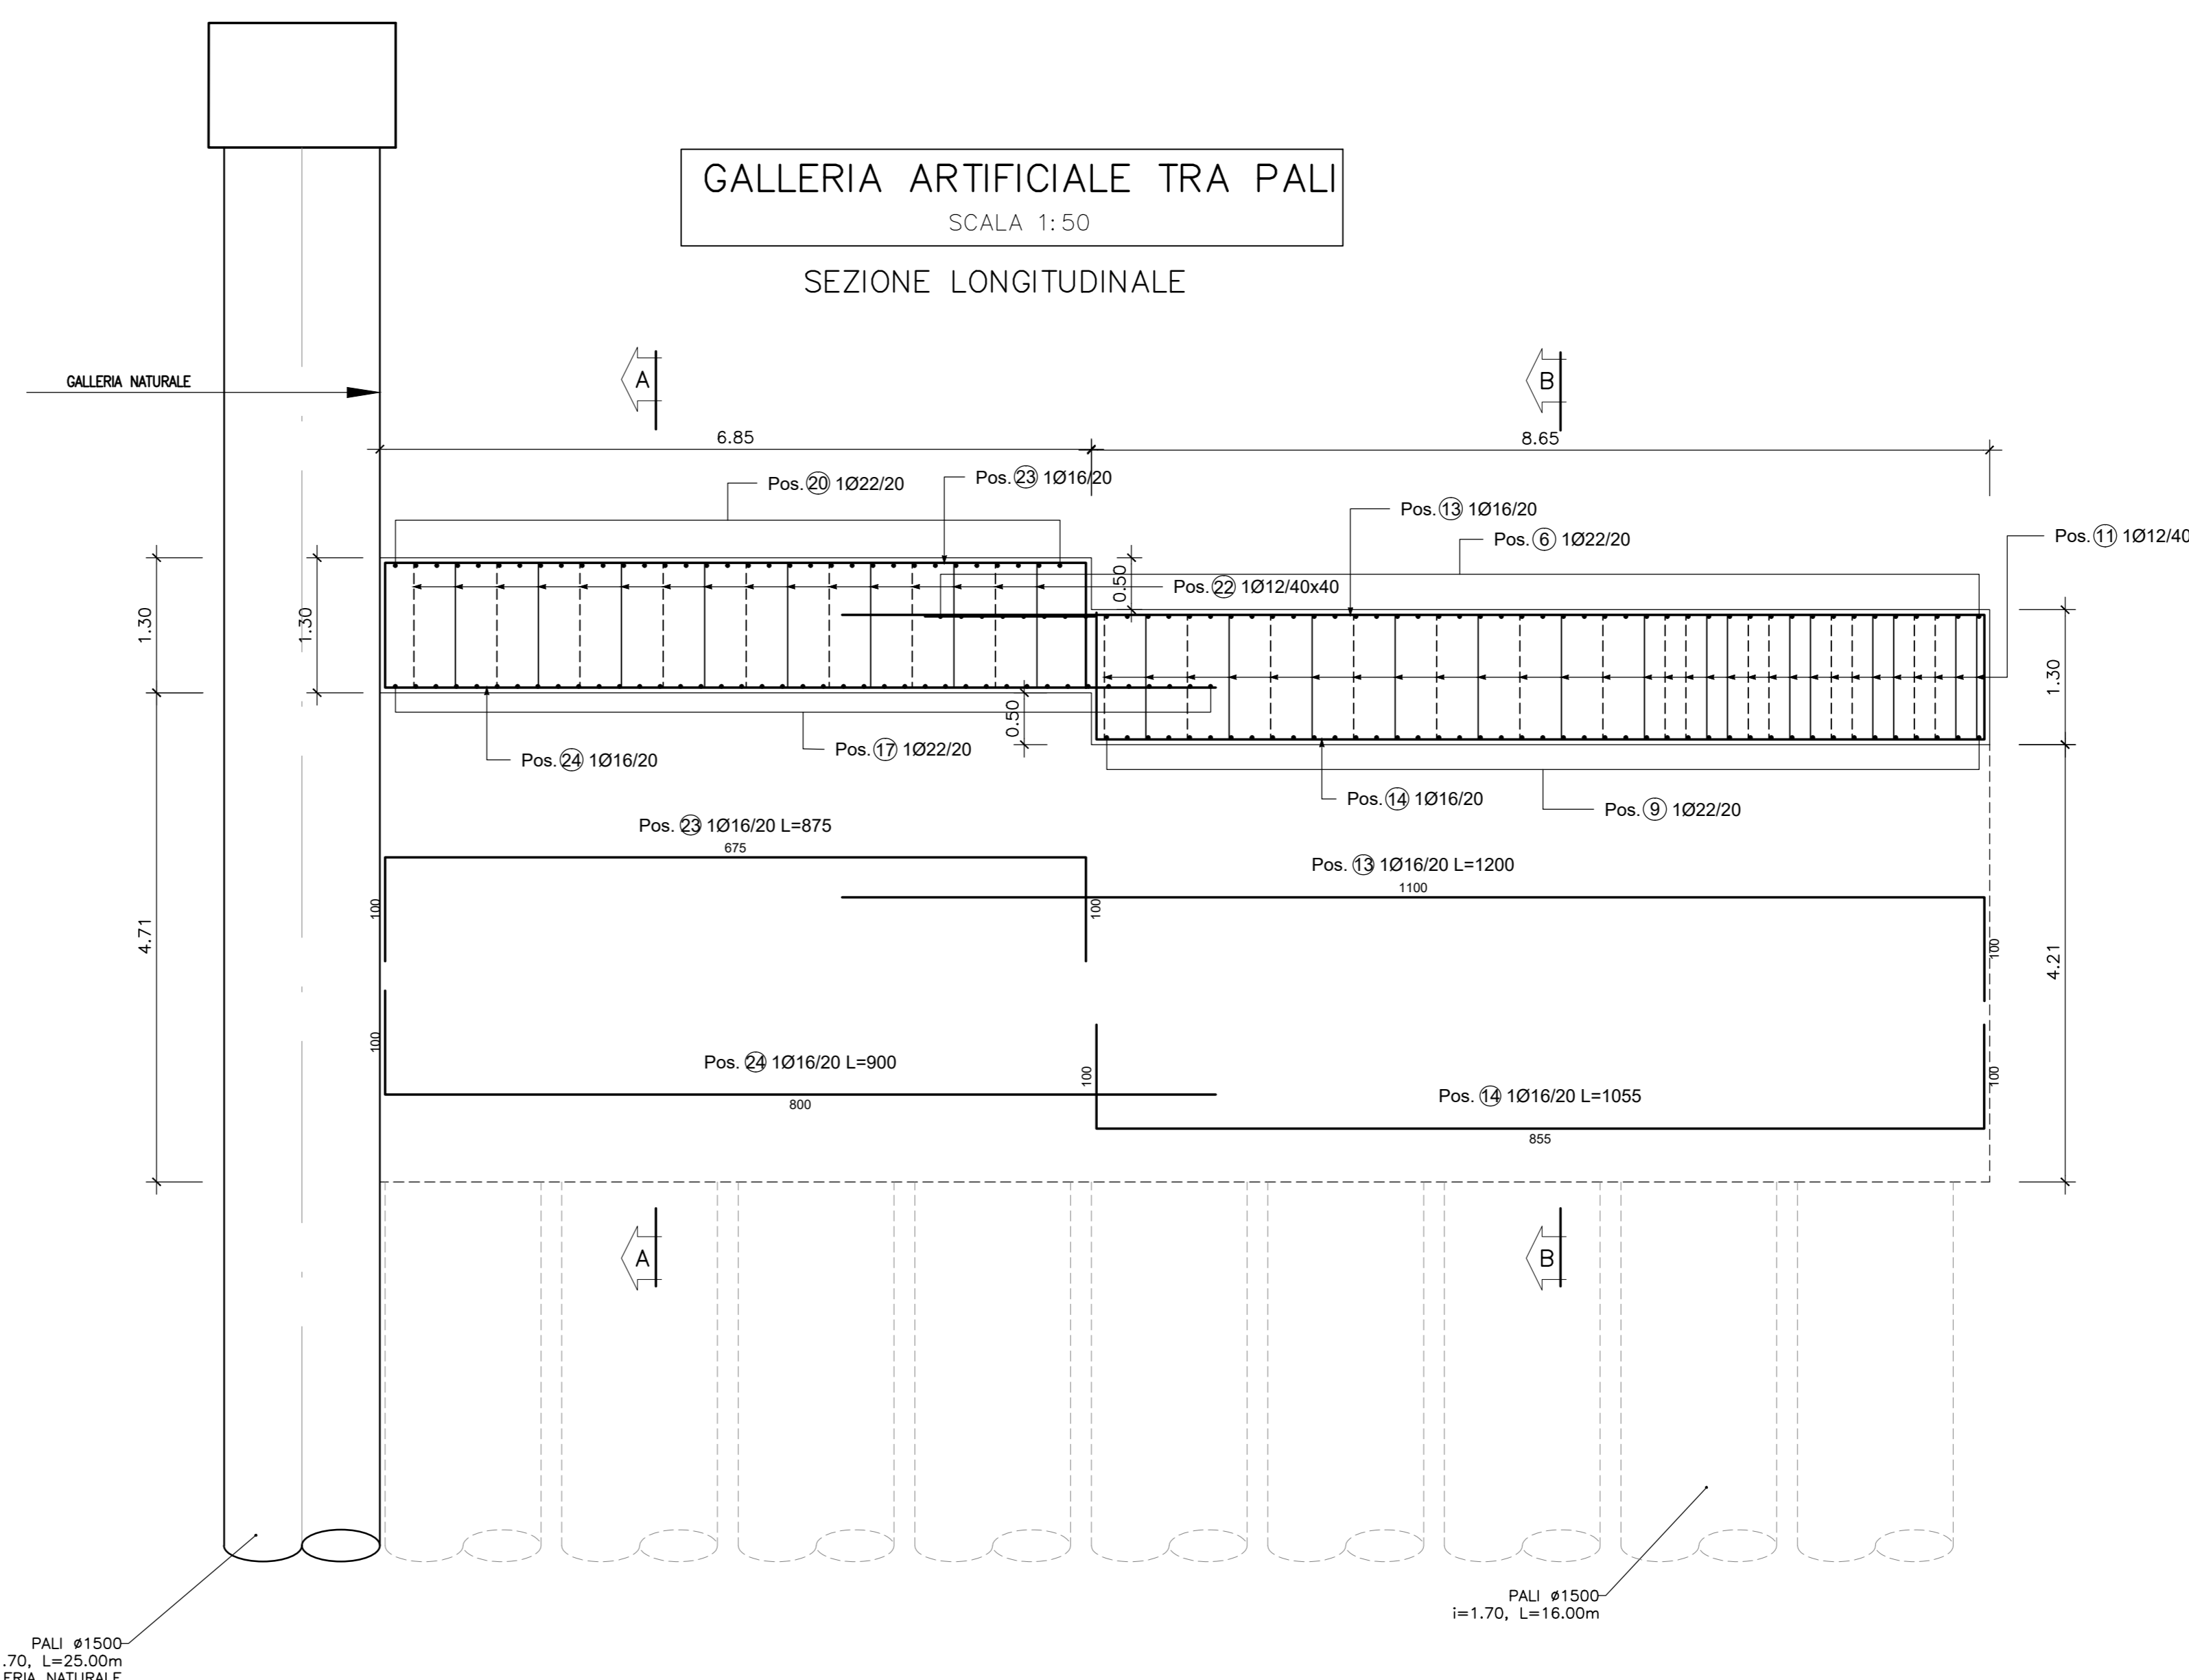 GALLERIA ARTIFICIALE TRA PALI
SCALA 1:50
SEZIONE LONGITUDINALE
GALLERIA NATURALE
A
B
6.85
8.65
Pos. 20 1Ø22/20
Pos. 23 1Ø16/20
Pos. 13 1Ø16/20
Pos. 6 1Ø22/20
Pos. 11 1Ø12/40
Pos. 22 1Ø12/40x40
0.50
1.30
1.30
1.30
0.50
Pos. 24 1Ø16/20
Pos. 17 1Ø22/20
Pos. 14 1Ø16/20
Pos. 9 1Ø22/20
Pos. 23 1Ø16/20 L=875
675
Pos. 13 1Ø16/20 L=1200
1100
100
100
100
4.71
4.21
100
Pos. 24 1Ø16/20 L=900
800
100
Pos. 14 1Ø16/20 L=1055
855
100
A
B
PALI ø1500
i=1.70, L=16.00m
PALI ø1500
.70, L=25.00m
ERIA NATURALE